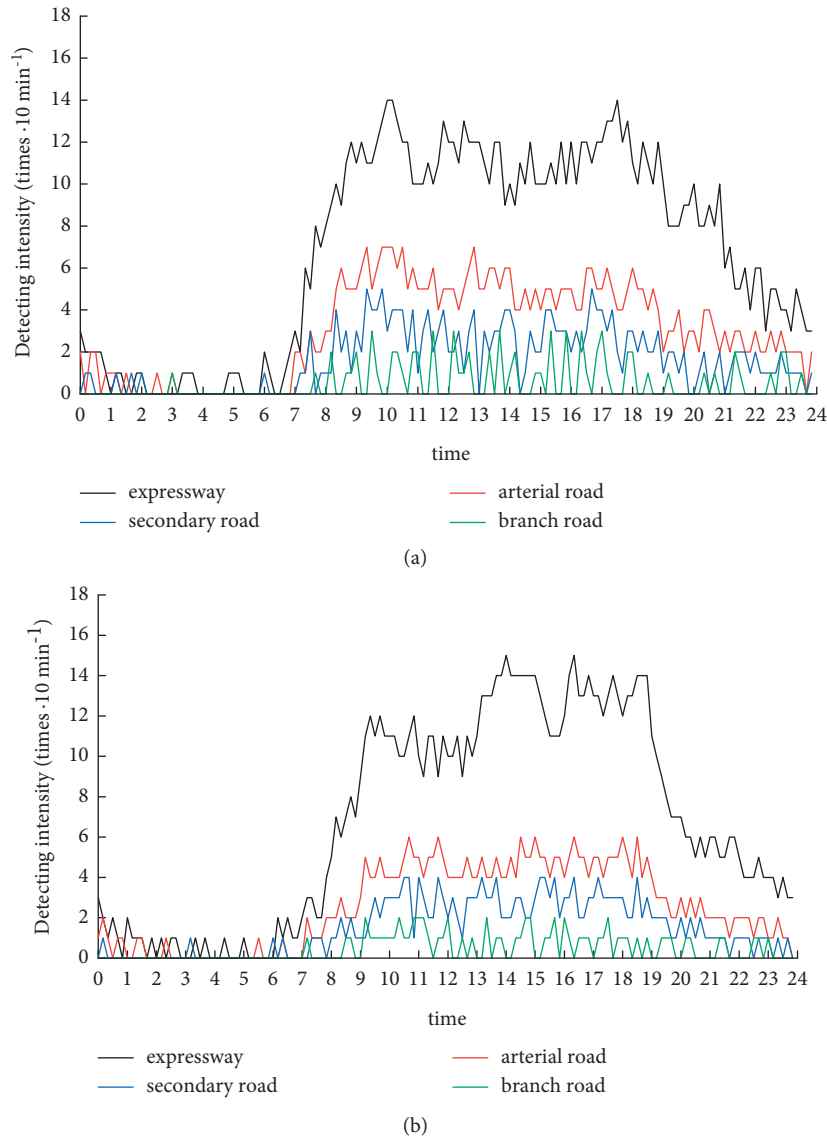 18
16
14
12
10
8
6
4
2
0
Detecting intensity (times ·10 min-1)
0 1 2 3 4 5 6 7 8 9 10 11 12 13 14 15 16 17 18 19 20 21 22 23 24
time
expressway arterial road
secondary road branch road
(a)
18
16
14
12
10
8
6
4
2
0
Detecting intensity (times ·10 min-1)
0 1 2 3 4 5 6 7 8 9 10 11 12 13 14 15 16 17 18 19 20 21 22 23 24
time
expressway arterial road
secondary road branch road
(b)